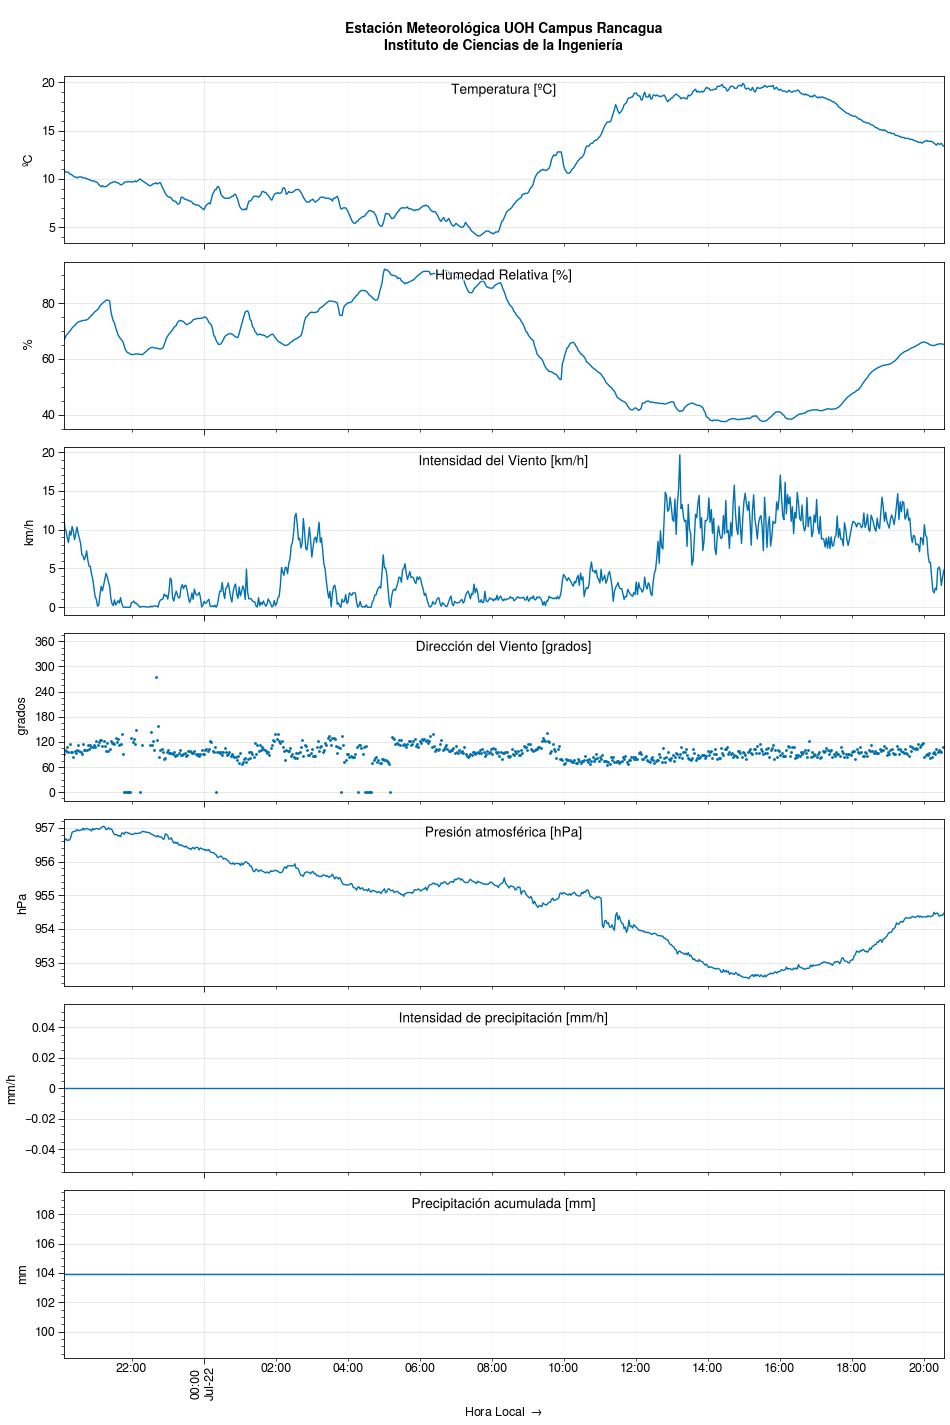 Estación Meteorológica UOH Campus Rancagua
Instituto de Ciencias de la Ingeniería
Temperatura [ºC]
20
15
10
5
ºC
Humedad Relativa [%]
80
60
40
%
Intensidad del Viento [km/h]
20
15
10
5
0
km/h
Dirección del Viento [grados]
360
300
240
180
120
60
0
grados
Presión atmosférica [hPa]
957
956
955
954
953
hPa
Intensidad de precipitación [mm/h]
0.04
0.02
0
−0.02
−0.04
mm/h
Precipitación acumulada [mm]
108
106
104
102
100
mm
22:00
00:00
Jul-22
02:00
04:00
06:00
08:00
10:00
12:00
14:00
16:00
18:00
20:00
Hora Local →